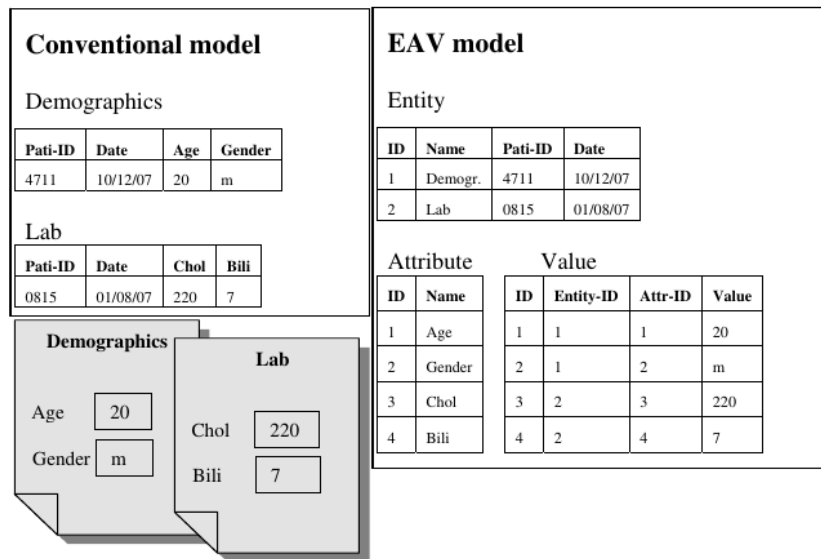 Conventional model
Demographics
Pati-ID Date Age Gender
4711 10/12/07 20 m
Lab
Pati-ID Date Chol Bili
0815 01/08/07 220 7
Demographics
Age 20
Gender m
Lab
Chol 220
Bili 7
EAV model
Entity
ID Name Pati-ID Date
1 Demogr. 4711 10/12/07
2 Lab 0815 01/08/07
Attribute
ID Name
1 Age
2 Gender
3 Chol
4 Bili
Value
ID Entity-ID Attr-ID Value
1 1 1 20
2 1 2 m
3 2 3 220
4 2 4 7